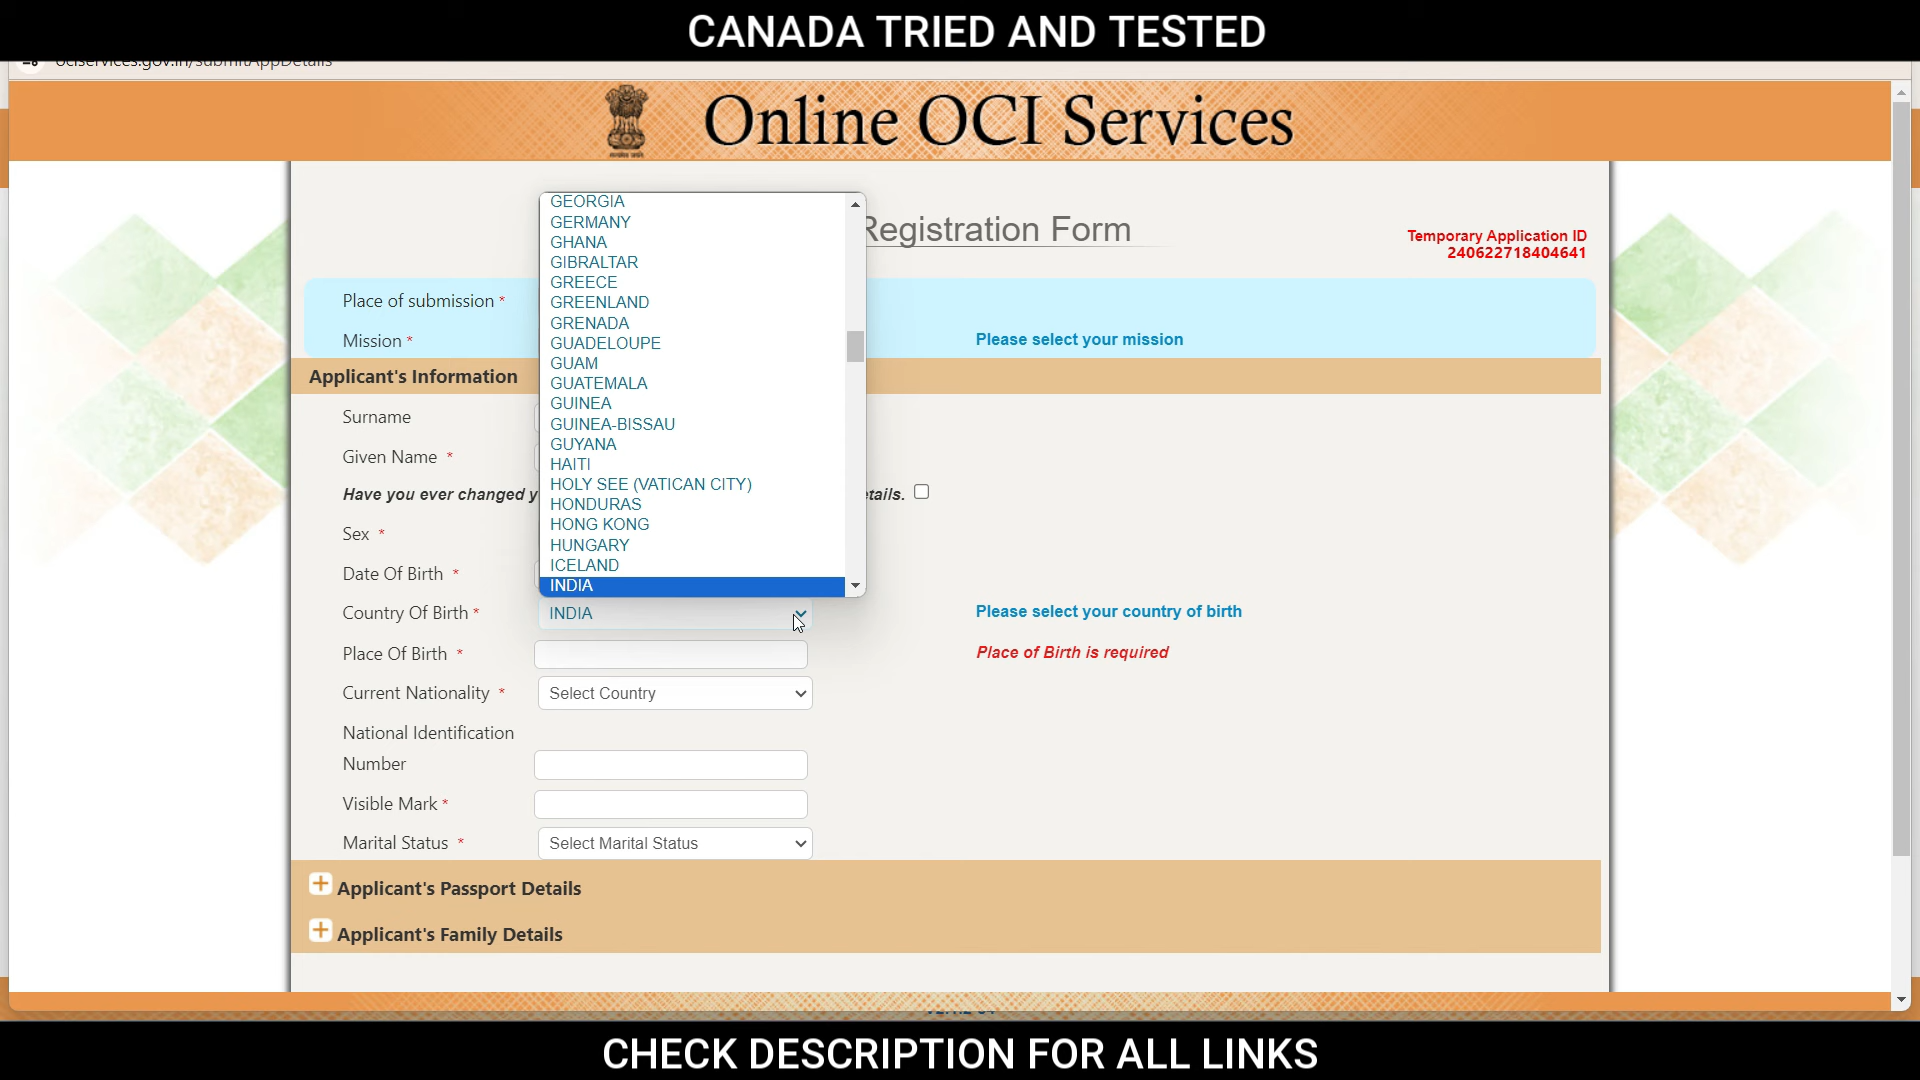 CANADA TRIED AND TESTED
ociservices.gov.in/submitAppDetails
Online OCI Services
Registration Form
Temporary Application ID
240622718404641
Place of submission *
Mission *
Please select your mission
Applicant's Information
Surname
Given Name *
Have you ever changed y
etails.
Sex *
Date Of Birth *
GEORGIA
GERMANY
GHANA
GIBRALTAR
GREECE
GREENLAND
GRENADA
GUADELOUPE
GUAM
GUATEMALA
GUINEA
GUINEA-BISSAU
GUYANA
HAITI
HOLY SEE (VATICAN CITY)
HONDURAS
HONG KONG
HUNGARY
ICELAND
INDIA
Country Of Birth * INDIA Please select your country of birth
Place Of Birth * Place of Birth is required
Current Nationality * Select Country
National Identification
Number
Visible Mark *
Marital Status * Select Marital Status
Applicant's Passport Details
Applicant's Family Details
CHECK DESCRIPTION FOR ALL LINKS